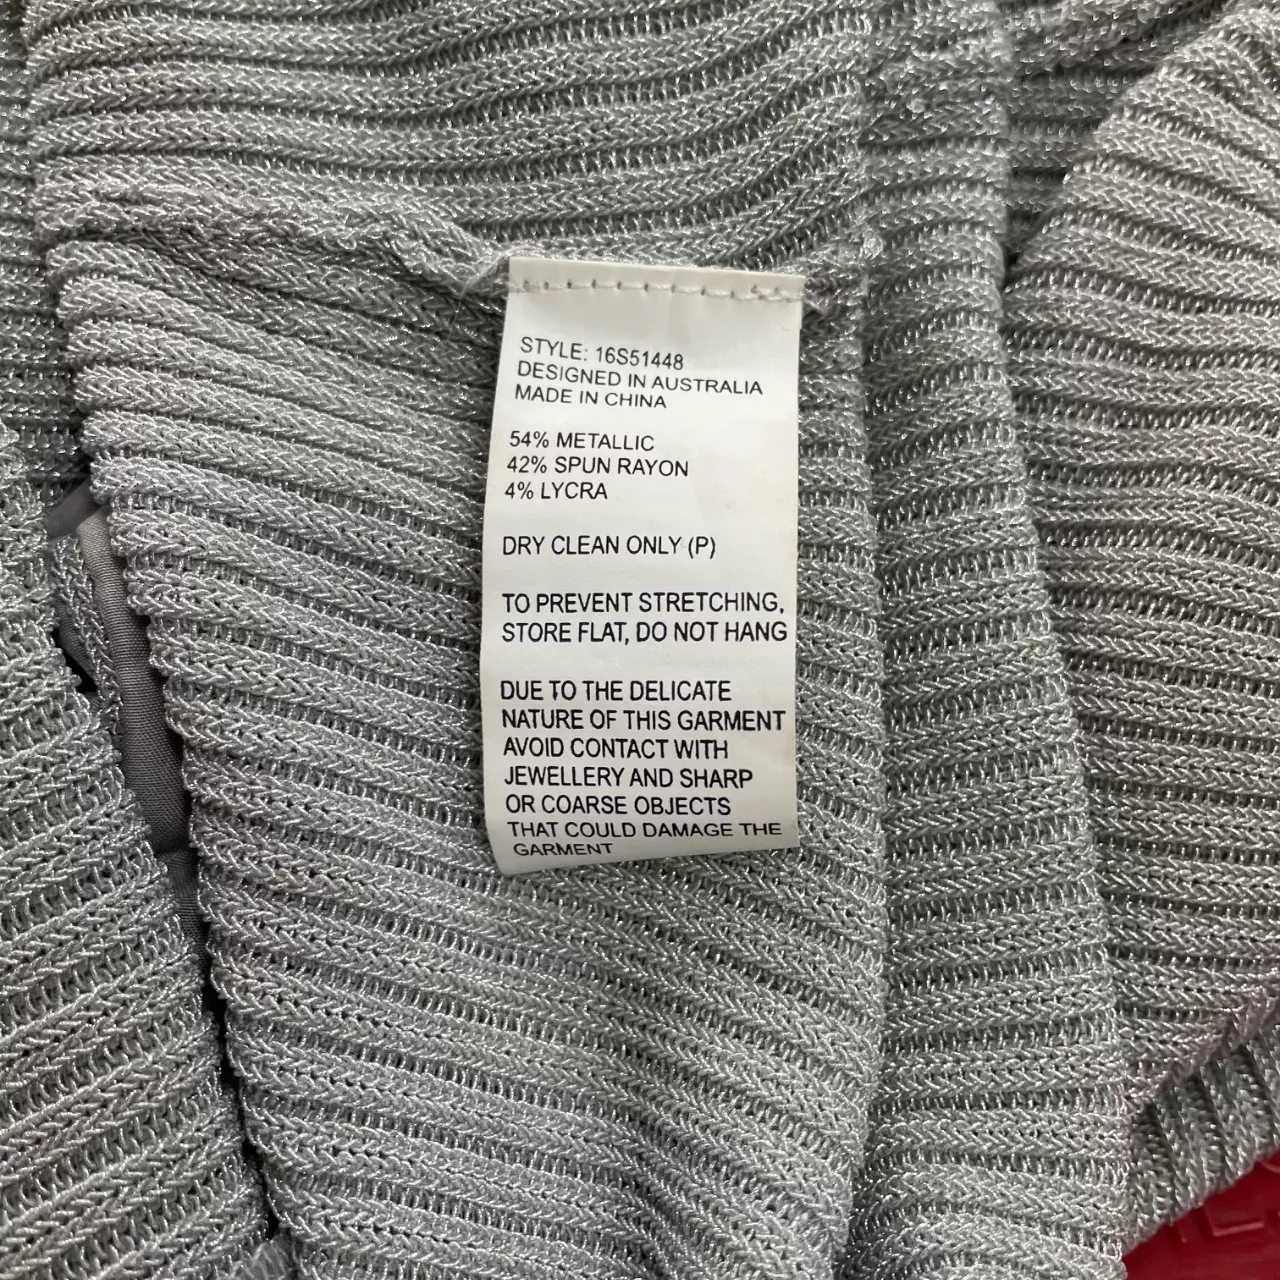 STYLE: 16S51448
DESIGNED IN AUSTRALIA
MADE IN CHINA
54% METALLIC
42% SPUN RAYON
4% LYCRA
DRY CLEAN ONLY (P)
TO PREVENT STRETCHING,
STORE FLAT, DO NOT HANG
DUE TO THE DELICATE
NATURE OF THIS GARMENT
AVOID CONTACT WITH
JEWELLERY AND SHARP
OR COARSE OBJECTS
THAT COULD DAMAGE THE
GARMENT